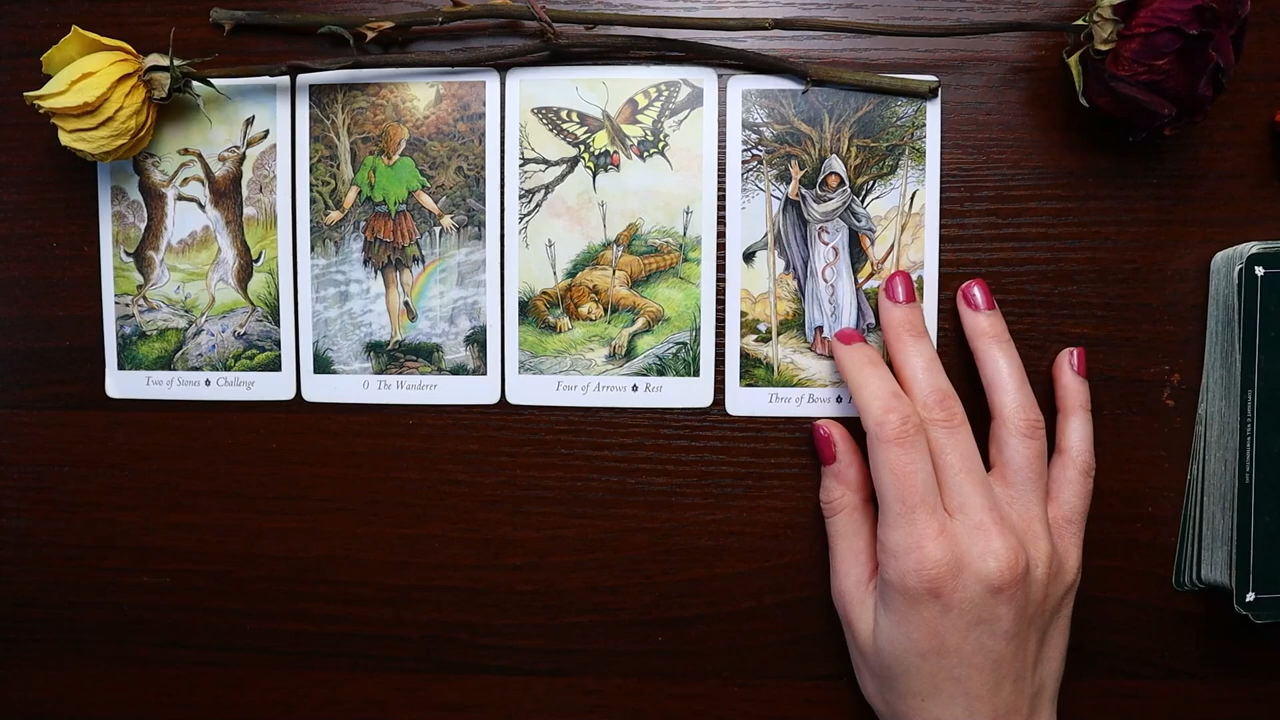 Two of Stones Challenge
0 The Wanderer
Four of Arrows Rest
Three of Bows